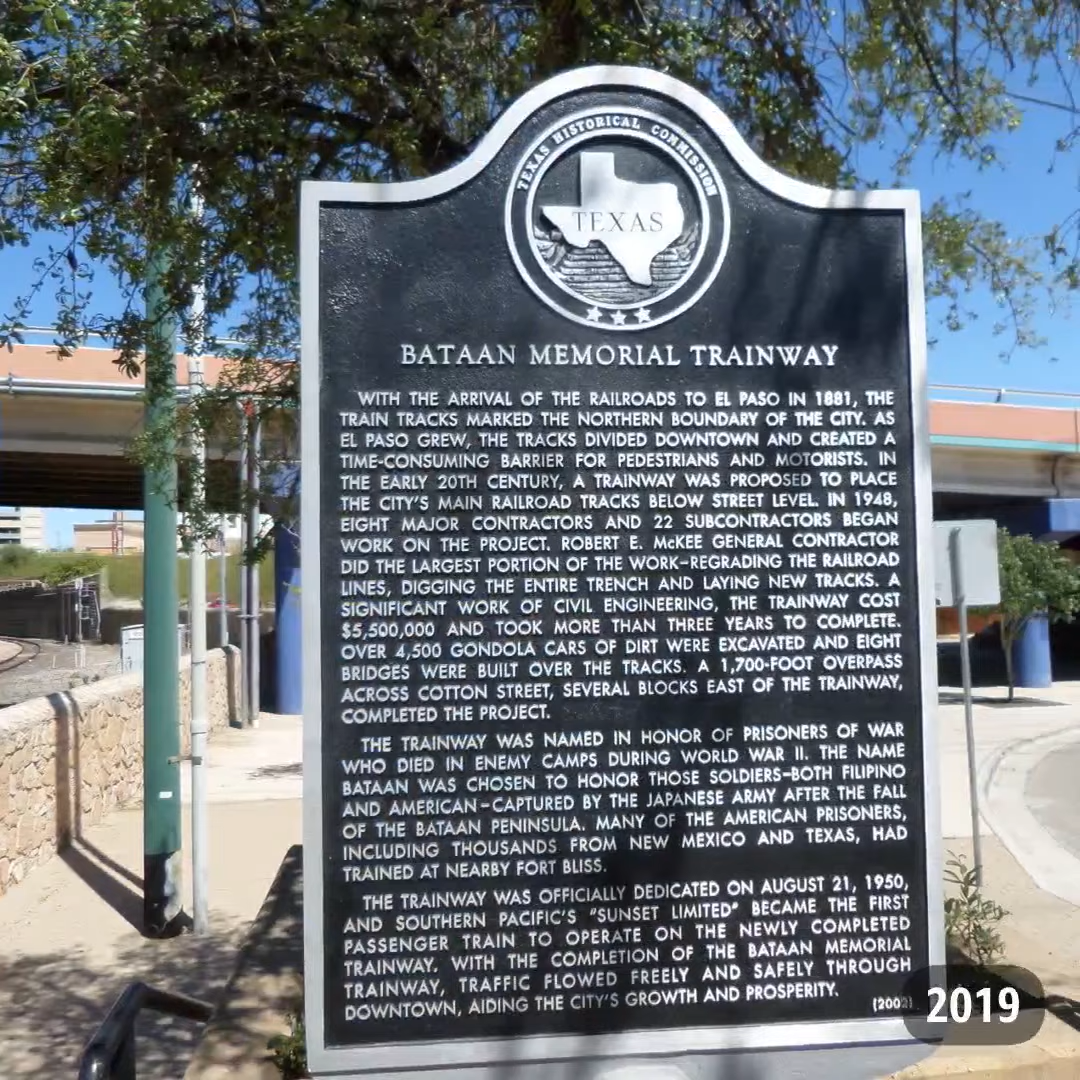 TEXAS HISTORICAL COMMISSION
TEXAS
BATAAN MEMORIAL TRAINWAY
WITH THE ARRIVAL OF THE RAILROADS TO EL PASO IN 1881, THE
TRAIN TRACKS MARKED THE NORTHERN BOUNDARY OF THE CITY. AS
EL PASO GREW, THE TRACKS DIVIDED DOWNTOWN AND CREATED A
TIME-CONSUMING BARRIER FOR PEDESTRIANS AND MOTORISTS. IN
THE EARLY 20TH CENTURY, A TRAINWAY WAS PROPOSED TO PLACE
THE CITY'S MAIN RAILROAD TRACKS BELOW STREET LEVEL. IN 1948,
EIGHT MAJOR CONTRACTORS AND 22 SUBCONTRACTORS BEGAN
WORK ON THE PROJECT. ROBERT E. McKEE GENERAL CONTRACTOR
DID THE LARGEST PORTION OF THE WORK-REGRADING THE RAILROAD
LINES, DIGGING THE ENTIRE TRENCH AND LAYING NEW TRACKS. A
SIGNIFICANT WORK OF CIVIL ENGINEERING, THE TRAINWAY COST
$5,500,000 AND TOOK MORE THAN THREE YEARS TO COMPLETE.
OVER 4,500 GONDOLA CARS OF DIRT WERE EXCAVATED AND EIGHT
BRIDGES WERE BUILT OVER THE TRACKS. A 1,700-FOOT OVERPASS
ACROSS COTTON STREET, SEVERAL BLOCKS EAST OF THE TRAINWAY,
COMPLETED THE PROJECT.
THE TRAINWAY WAS NAMED IN HONOR OF PRISONERS OF WAR
WHO DIED IN ENEMY CAMPS DURING WORLD WAR II. THE NAME
BATAAN WAS CHOSEN TO HONOR THOSE SOLDIERS-BOTH FILIPINO
AND AMERICAN-CAPTURED BY THE JAPANESE ARMY AFTER THE FALL
OF THE BATAAN PENINSULA. MANY OF THE AMERICAN PRISONERS,
INCLUDING THOUSANDS FROM NEW MEXICO AND TEXAS, HAD
TRAINED AT NEARBY FORT BLISS.
THE TRAINWAY WAS OFFICIALLY DEDICATED ON AUGUST 21, 1950,
AND SOUTHERN PACIFIC'S "SUNSET LIMITED" BECAME THE FIRST
PASSENGER TRAIN TO OPERATE ON THE NEWLY COMPLETED
TRAINWAY. WITH THE COMPLETION OF THE BATAAN MEMORIAL
TRAINWAY, TRAFFIC FLOWED FREELY AND SAFELY THROUGH
DOWNTOWN, AIDING THE CITY'S GROWTH AND PROSPERITY.
2019